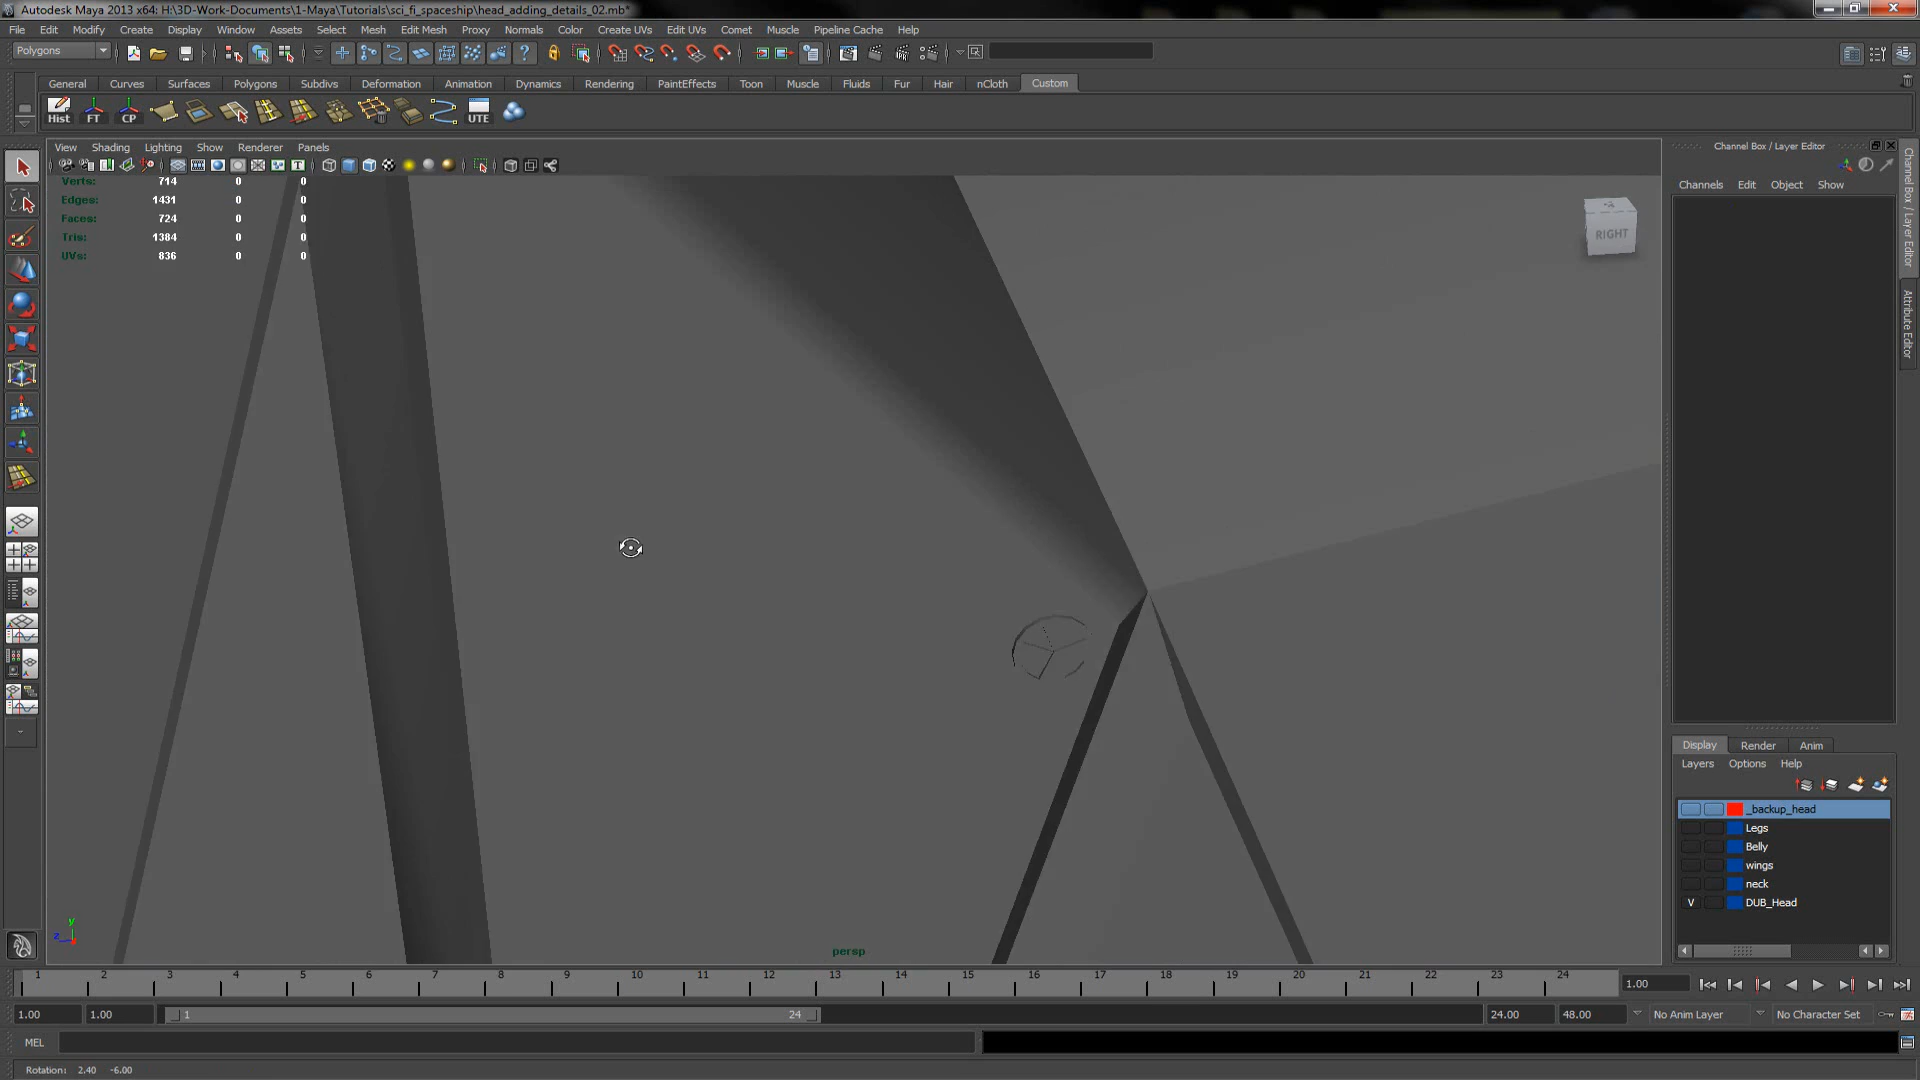 Autodesk Maya 2013 x64: H:\3D-Work-Documents\1-Maya\Tutorials\sci_fi_spaceship\head_adding_details_02.mb*
File Edit Modify Create Display Window Assets Select Mesh Edit Mesh Proxy Normals Color Create UVs Edit UVs Comet Muscle Pipeline Cache Help
Polygons
General Curves Surfaces Polygons Subdivs Deformation Animation Dynamics Rendering PaintEffects Toon Muscle Fluids Fur Hair nCloth Custom
Hist FT CP UTE
View Shading Lighting Show Renderer Panels
Channel Box / Layer Editor
Channels Edit Object Show
Verts: 714 0 0
Edges: 1431 0 0
Faces: 724 0 0
Tris: 1384 0 0
UVs: 836 0 0
RIGHT
Channel Box / Layer Editor
Attribute Editor
Display Render Anim
Layers Options Help
_backup_head
Legs
Belly
wings
neck
V DUB_Head
y
z
persp
1 2 3 4 5 6 7 8 9 10 11 12 13 14 15 16 17 18 19 20 21 22 23 24 1.00
1.00 1.00 1 24 24.00 48.00 No Anim Layer No Character Set
MEL
Rotation: 2.40 -6.00